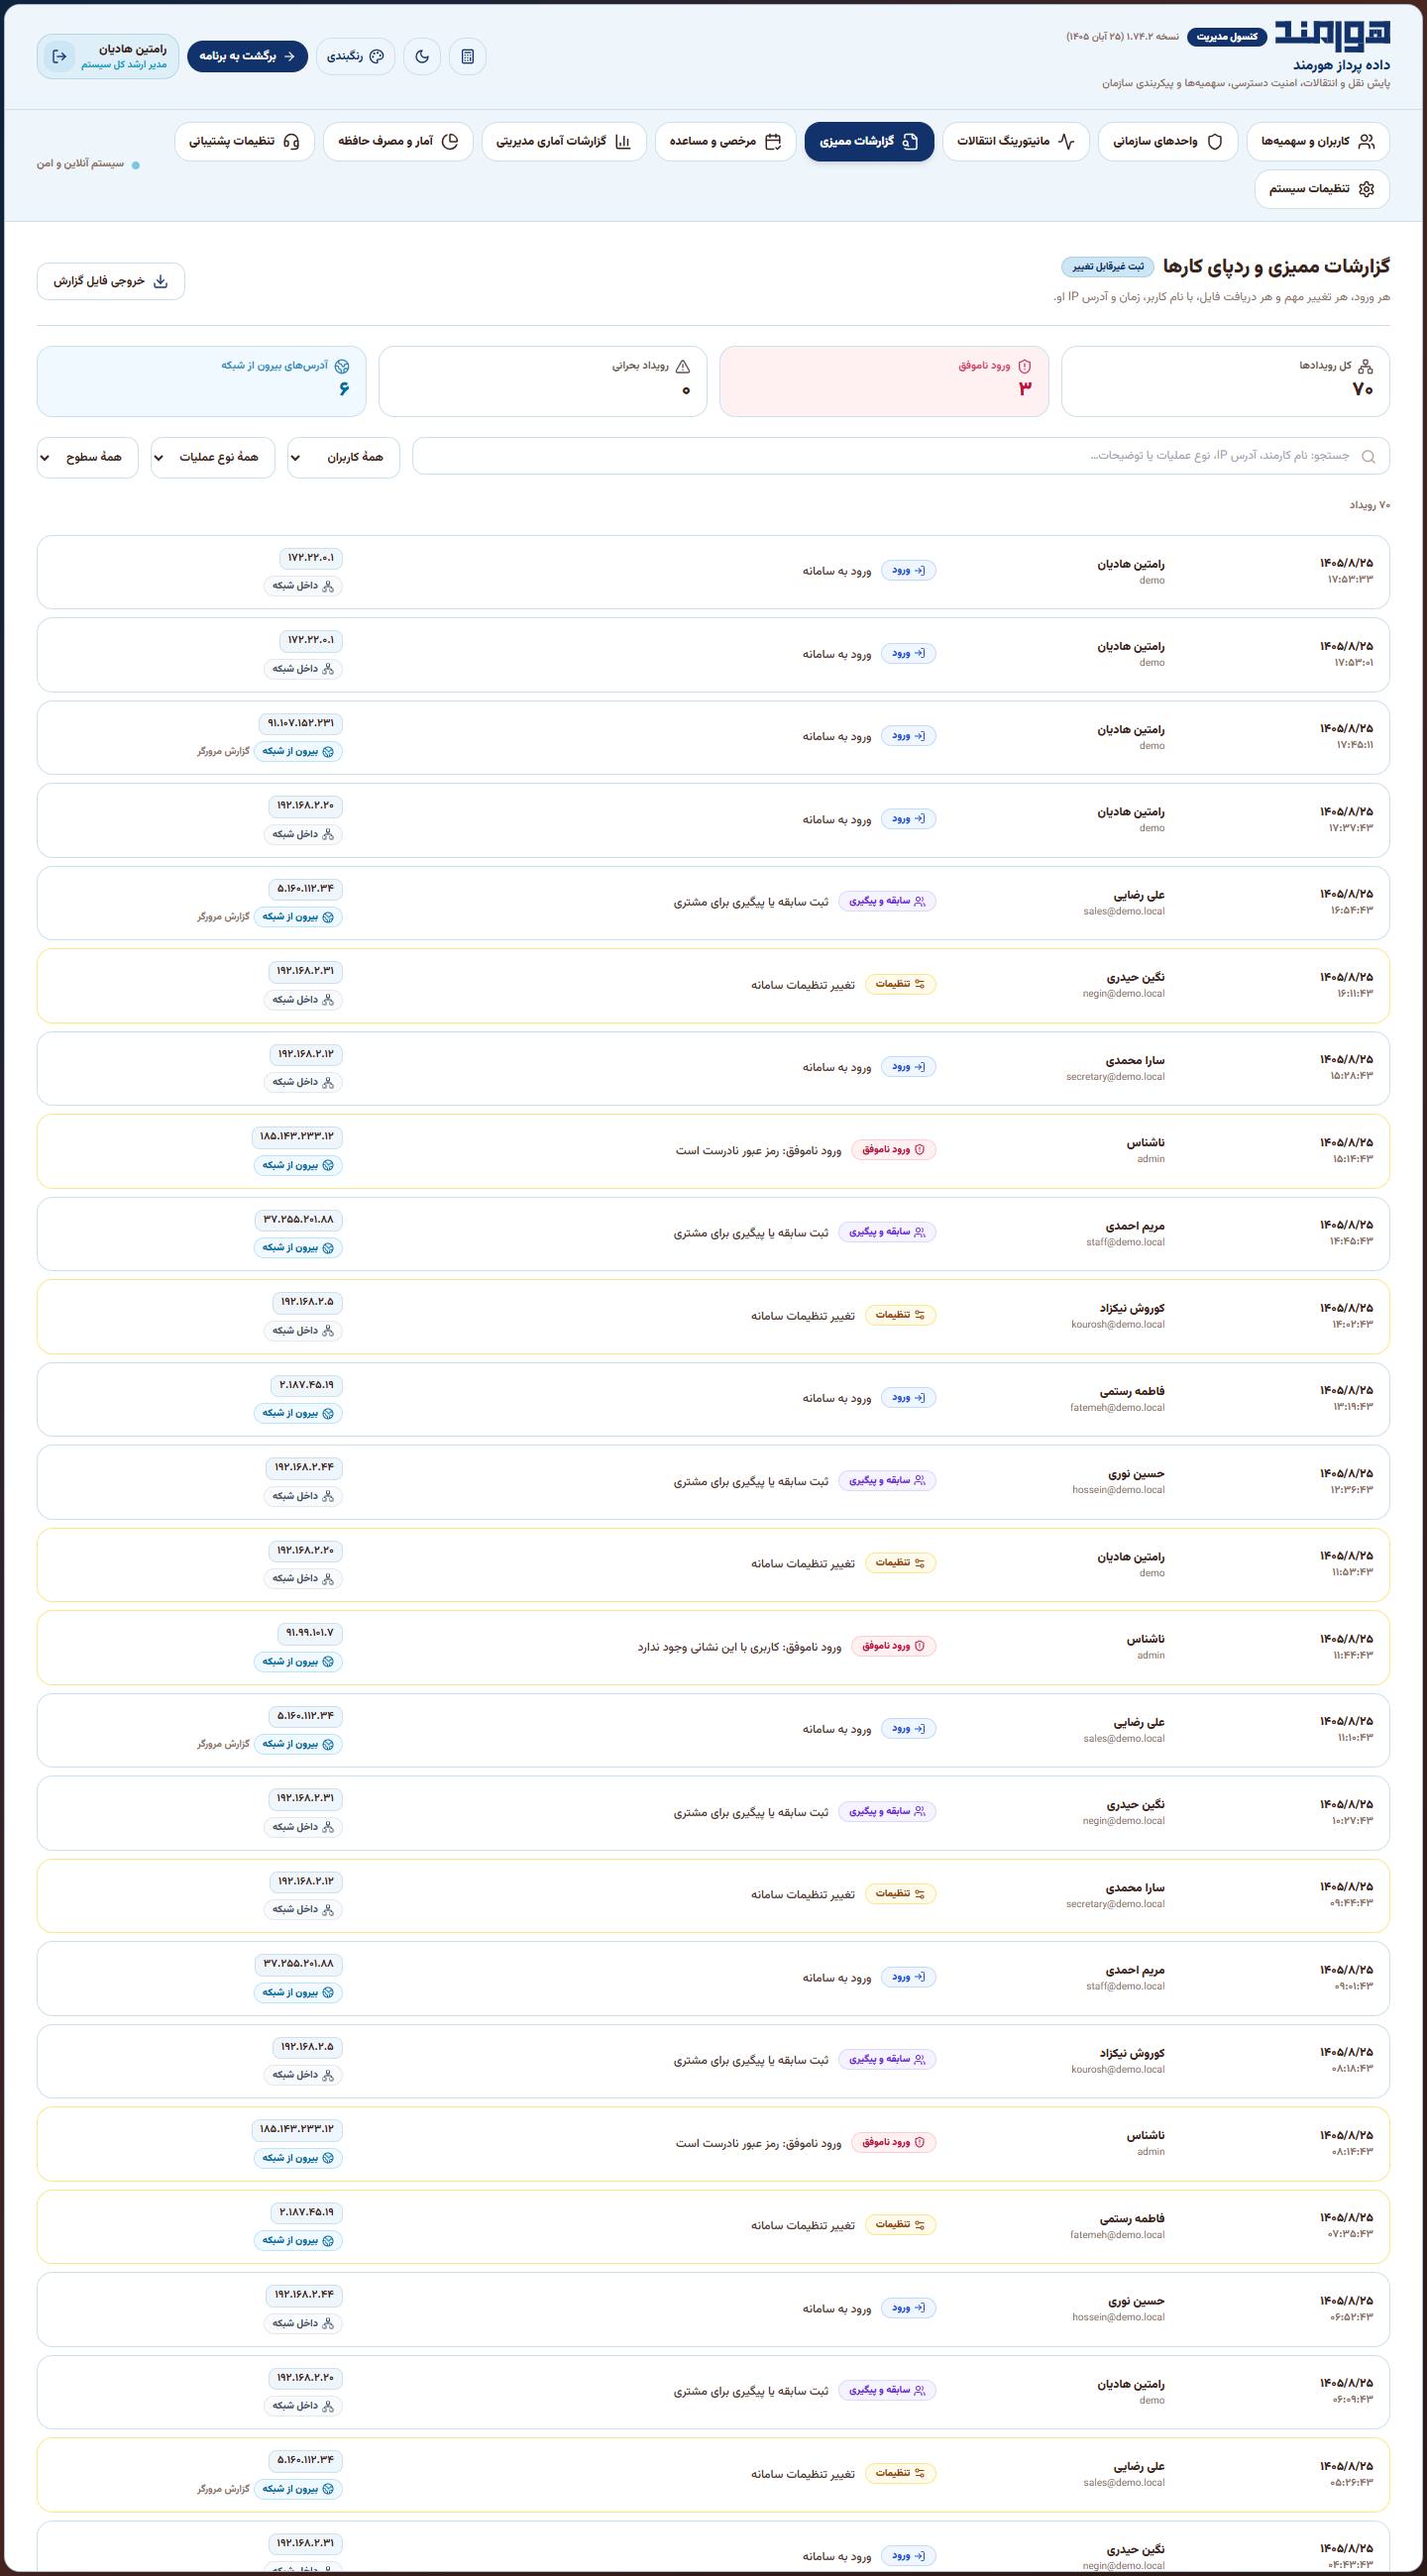 هورمند کنسول مدیریت نسخه ۱.۷۴.۲ (۲۵ آبان ۱۴۰۵)
داده پرداز هورمند
پایش نقل و انتقالات، امنیت دسترسی، سهمیه‌ها و پیکربندی سازمان
رنگبندی
برگشت به برنامه
رامتین هادیان
مدیر ارشد کل سیستم
کاربران و سهمیه‌ها
واحدهای سازمانی
مانیتورینگ انتقالات
گزارشات ممیزی
مرخصی و مساعده
گزارشات آماری مدیریتی
آمار و مصرف حافظه
تنظیمات پشتیبانی
تنظیمات سیستم
سیستم آنلاین و امن
گزارشات ممیزی و ردپای کارها ثبت غیرقابل تغییر
هر ورود، هر تغییر مهم و هر دریافت فایل، با نام کاربر، زمان و آدرس IP او.
خروجی فایل گزارش
کل رویدادها
۷۰
ورود ناموفق
۳
رویداد بحرانی
۰
آدرس‌های بیرون از شبکه
۶
جستجو: نام کارمند، آدرس IP، نوع عملیات یا توضیحات...
همهٔ کاربران
همهٔ نوع عملیات
همهٔ سطوح
۷۰ رویداد
۱۴۰۵/۸/۲۵ رامتین هادیان ورود ورود به سامانه ۱۷۲.۲۲.۰.۱
۱۷:۵۳:۳۳ demo داخل شبکه
۱۴۰۵/۸/۲۵ رامتین هادیان ورود ورود به سامانه ۱۷۲.۲۲.۰.۱
۱۷:۵۳:۰۱ demo داخل شبکه
۱۴۰۵/۸/۲۵ رامتین هادیان ورود ورود به سامانه ۹۱.۱۰۷.۱۵۲.۲۳۱
۱۷:۴۵:۱۱ demo بیرون از شبکه گزارش مرورگر
۱۴۰۵/۸/۲۵ رامتین هادیان ورود ورود به سامانه ۱۹۲.۱۶۸.۲.۲۰
۱۷:۳۷:۴۳ demo داخل شبکه
۱۴۰۵/۸/۲۵ علی رضایی سابقه و پیگیری ثبت سابقه یا پیگیری برای مشتری ۵.۱۶۰.۱۱۲.۳۴
۱۶:۵۴:۴۳ sales@demo.local بیرون از شبکه گزارش مرورگر
۱۴۰۵/۸/۲۵ نگین حیدری تنظیمات تغییر تنظیمات سامانه ۱۹۲.۱۶۸.۲.۳۱
۱۶:۱۱:۴۳ negin@demo.local داخل شبکه
۱۴۰۵/۸/۲۵ سارا محمدی ورود ورود به سامانه ۱۹۲.۱۶۸.۲.۱۲
۱۵:۲۸:۴۳ secretary@demo.local داخل شبکه
۱۴۰۵/۸/۲۵ ناشناس ورود ناموفق ورود ناموفق: رمز عبور نادرست است ۱۸۵.۱۴۳.۲۳۳.۱۲
۱۵:۱۴:۴۳ admin بیرون از شبکه
۱۴۰۵/۸/۲۵ مریم احمدی سابقه و پیگیری ثبت سابقه یا پیگیری برای مشتری ۳۷.۲۵۵.۲۰۱.۸۸
۱۴:۴۵:۴۳ staff@demo.local بیرون از شبکه
۱۴۰۵/۸/۲۵ کوروش نیکزاد تنظیمات تغییر تنظیمات سامانه ۱۹۲.۱۶۸.۲.۵
۱۴:۰۲:۴۳ kourosh@demo.local داخل شبکه
۱۴۰۵/۸/۲۵ فاطمه رستمی ورود ورود به سامانه ۲.۱۸۷.۴۵.۱۹
۱۳:۱۹:۴۳ fatemeh@demo.local بیرون از شبکه
۱۴۰۵/۸/۲۵ حسین نوری سابقه و پیگیری ثبت سابقه یا پیگیری برای مشتری ۱۹۲.۱۶۸.۲.۴۴
۱۲:۳۶:۴۳ hossein@demo.local داخل شبکه
۱۴۰۵/۸/۲۵ رامتین هادیان تنظیمات تغییر تنظیمات سامانه ۱۹۲.۱۶۸.۲.۲۰
۱۱:۵۳:۴۳ demo داخل شبکه
۱۴۰۵/۸/۲۵ ناشناس ورود ناموفق ورود ناموفق: کاربری با این نشانی وجود ندارد ۹۱.۹۹.۱۰۱.۷
۱۱:۴۴:۴۳ admin بیرون از شبکه
۱۴۰۵/۸/۲۵ علی رضایی ورود ورود به سامانه ۵.۱۶۰.۱۱۲.۳۴
۱۱:۱۰:۴۳ sales@demo.local بیرون از شبکه گزارش مرورگر
۱۴۰۵/۸/۲۵ نگین حیدری سابقه و پیگیری ثبت سابقه یا پیگیری برای مشتری ۱۹۲.۱۶۸.۲.۳۱
۱۰:۲۷:۴۳ negin@demo.local داخل شبکه
۱۴۰۵/۸/۲۵ سارا محمدی تنظیمات تغییر تنظیمات سامانه ۱۹۲.۱۶۸.۲.۱۲
۰۹:۴۴:۴۳ secretary@demo.local داخل شبکه
۱۴۰۵/۸/۲۵ مریم احمدی ورود ورود به سامانه ۳۷.۲۵۵.۲۰۱.۸۸
۰۹:۰۱:۴۳ staff@demo.local بیرون از شبکه
۱۴۰۵/۸/۲۵ کوروش نیکزاد سابقه و پیگیری ثبت سابقه یا پیگیری برای مشتری ۱۹۲.۱۶۸.۲.۵
۰۸:۱۸:۴۳ kourosh@demo.local داخل شبکه
۱۴۰۵/۸/۲۵ ناشناس ورود ناموفق ورود ناموفق: رمز عبور نادرست است ۱۸۵.۱۴۳.۲۳۳.۱۲
۰۸:۱۴:۴۳ admin بیرون از شبکه
۱۴۰۵/۸/۲۵ فاطمه رستمی تنظیمات تغییر تنظیمات سامانه ۲.۱۸۷.۴۵.۱۹
۰۷:۳۵:۴۳ fatemeh@demo.local بیرون از شبکه
۱۴۰۵/۸/۲۵ حسین نوری ورود ورود به سامانه ۱۹۲.۱۶۸.۲.۴۴
۰۶:۵۲:۴۳ hossein@demo.local داخل شبکه
۱۴۰۵/۸/۲۵ رامتین هادیان سابقه و پیگیری ثبت سابقه یا پیگیری برای مشتری ۱۹۲.۱۶۸.۲.۲۰
۰۶:۰۹:۴۳ demo داخل شبکه
۱۴۰۵/۸/۲۵ علی رضایی تنظیمات تغییر تنظیمات سامانه ۵.۱۶۰.۱۱۲.۳۴
۰۵:۲۶:۴۳ sales@demo.local بیرون از شبکه گزارش مرورگر
۱۴۰۵/۸/۲۵ نگین حیدری ورود ورود به سامانه ۱۹۲.۱۶۸.۲.۳۱
۰۴:۴۳:۴۳ negin@demo.local داخل شبکه